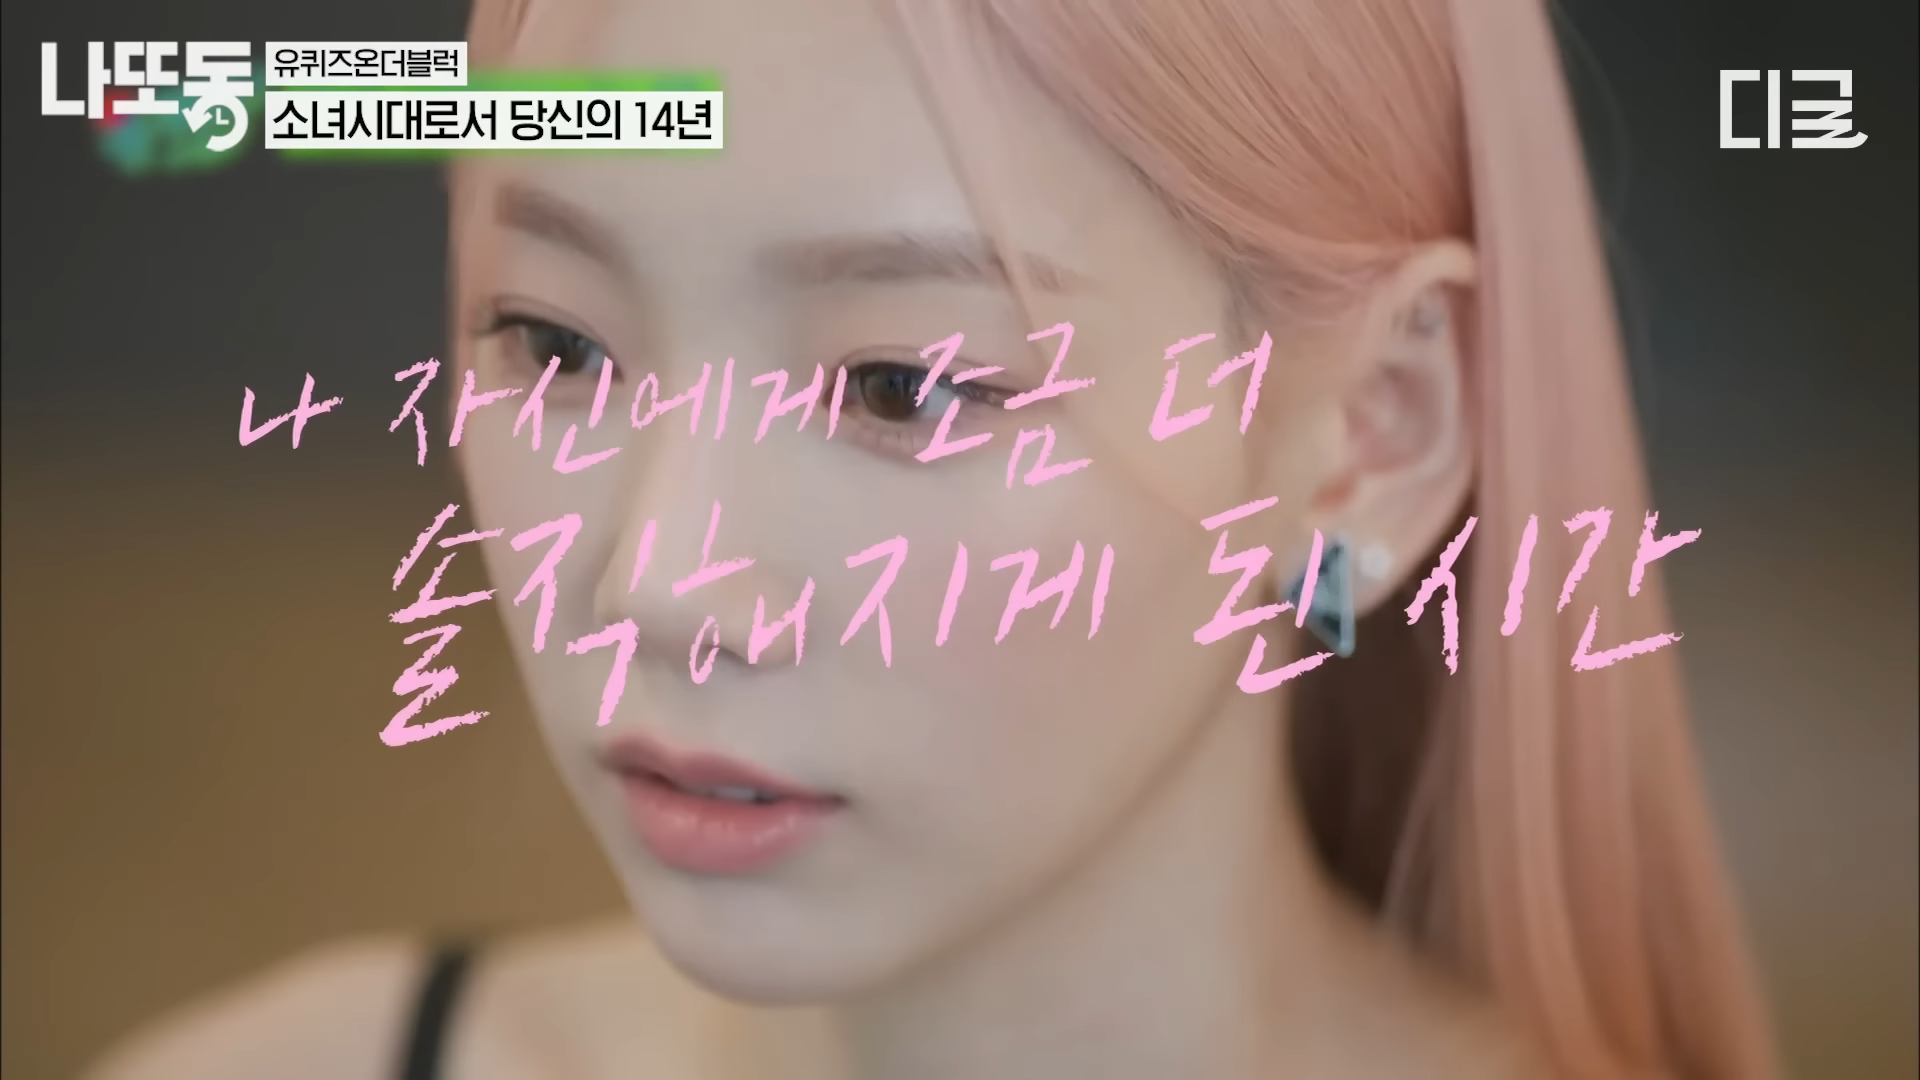 나또동
유퀴즈온더블럭
소녀시대로서 당신의 14년
디글
나 자신에게 조금 더
솔직해지게 된 시간